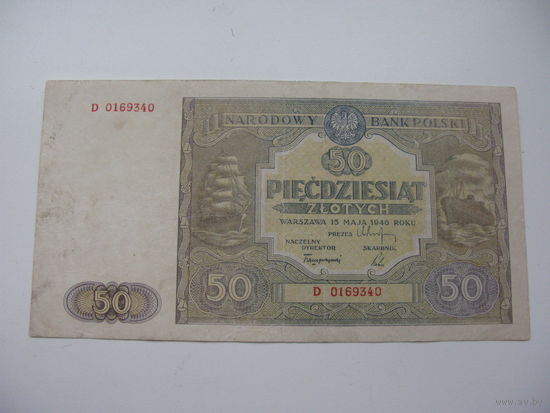 D 0169340
NARODOWY BANK POLSKI
50
PIĘĆDZIESIĄT
ZŁOTYCH
WARSZAWA 15 MAJA 1946 ROKU
PREZES
NACZELNY DYREKTOR
SKARBNIK
50
50
D 0169340
50
www.ay.by